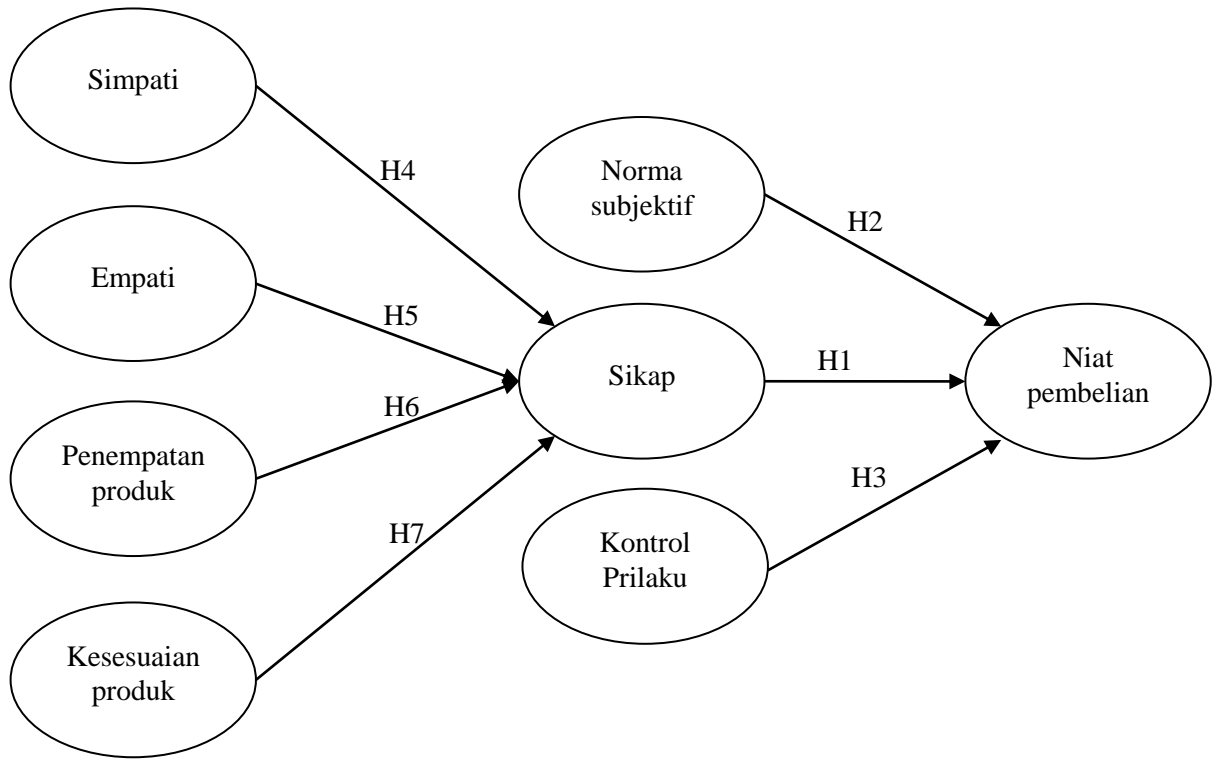 Simpati
H4
Norma
subjektif
H2
Empati
H5
Sikap
H1
Niat
pembelian
H6
Penempatan
produk
H3
H7
Kontrol
Prilaku
Kesesuaian
produk